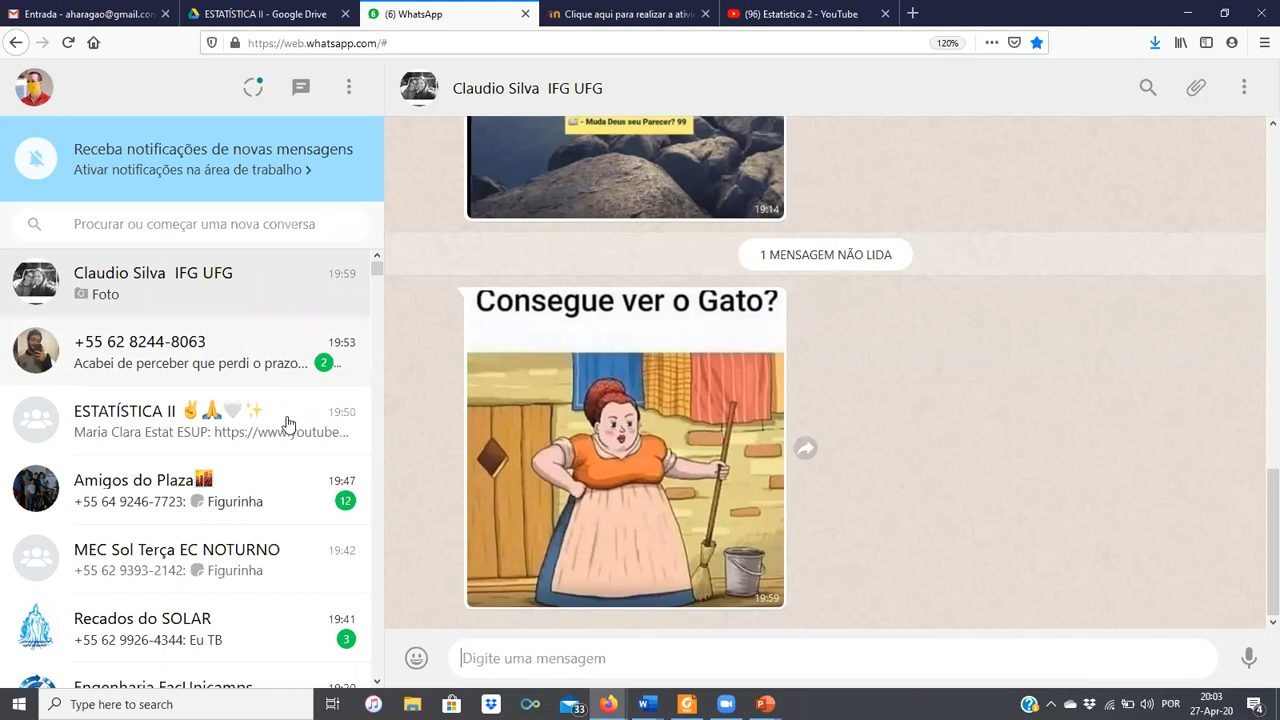 Entrada - aharagao@gmail.com
ESTATÍSTICA II - Google Drive
(6) WhatsApp
Clique aqui para realizar a ativi
(96) Estatistica 2 - YouTube
https://web.whatsapp.com/#
120%
Claudio Silva IFG UFG
Receba notificações de novas mensagens
Ativar notificações na área de trabalho >
Procurar ou começar uma nova conversa
Claudio Silva IFG UFG
19:59
Foto
+55 62 8244-8063
19:53
Acabei de perceber que perdi o prazo...
2
ESTATÍSTICA II ✌️🙏🤍✨
19:50
Maria Clara Estat ESUP: https://www.youtube...
Amigos do Plaza
19:47
+55 64 9246-7723: Figurinha
12
MEC Sol Terça EC NOTURNO
19:42
+55 62 9393-2142: Figurinha
Recados do SOLAR
19:41
+55 62 9926-4344: Eu TB
3
Engenharia FacUnicamps
- Muda Deus seu Parecer? 99
19:14
1 MENSAGEM NÃO LIDA
Consegue ver o Gato?
19:59
Digite uma mensagem
Type here to search
33
POR
20:03
27-Apr-20
4